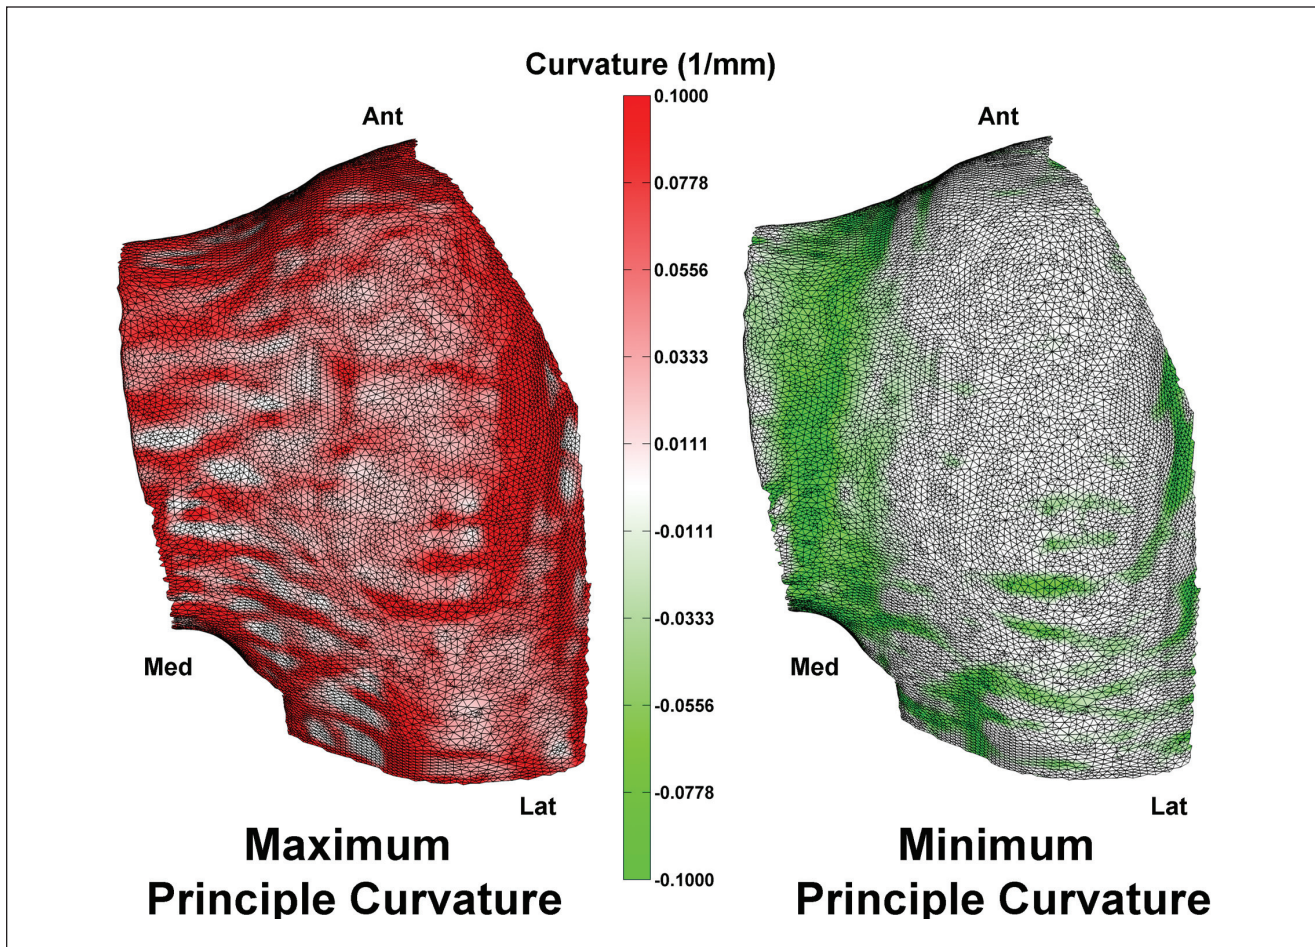 Curvature (1/mm)
Ant
Ant
0.1000
0.0778
0.0556
0.0333
0.0111
-0.0111
-0.0333
-0.0556
-0.0778
-0.1000
Med
Med
Lat
Lat
Maximum
Principle Curvature
Minimum
Principle Curvature